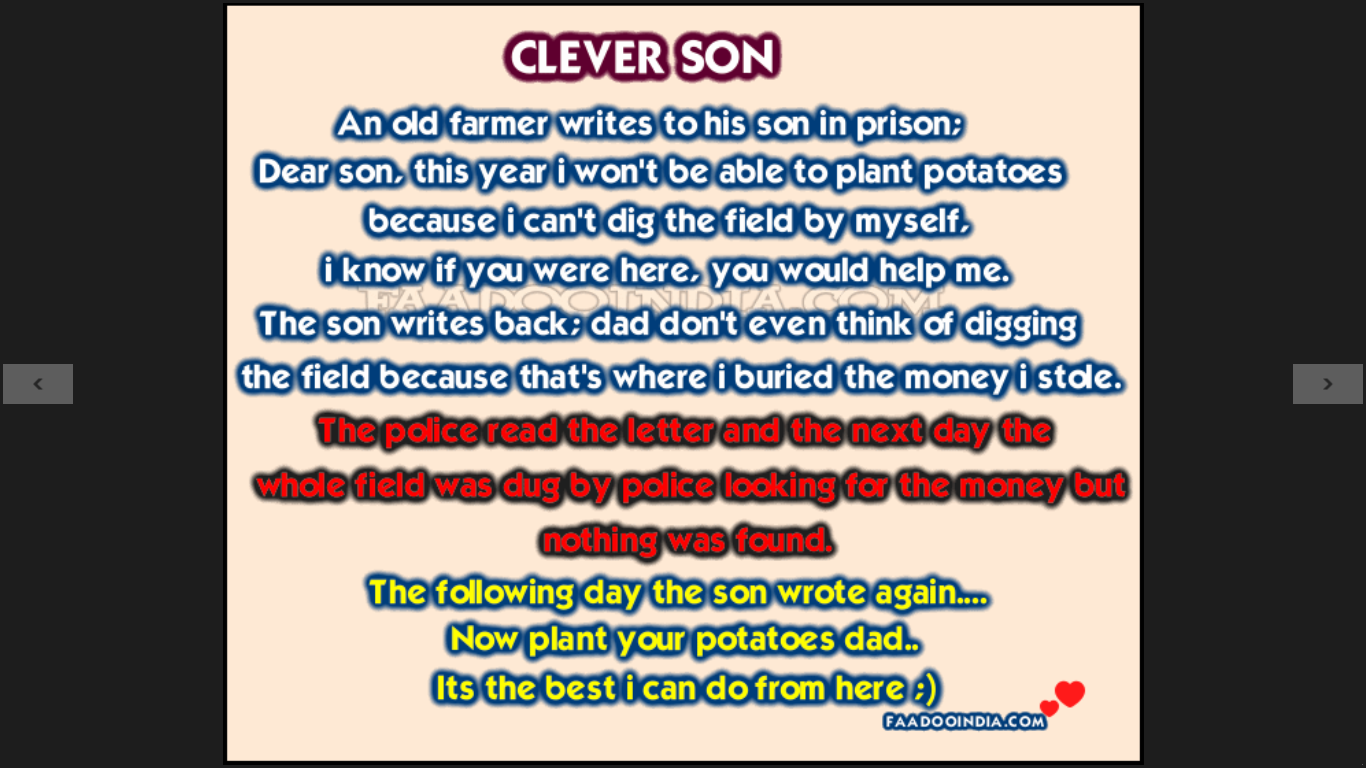 CLEVER SON
An old farmer writes to his son in prison;
Dear son, this year i won't be able to plant potatoes
because i can't dig the field by myself,
i know if you were here, you would help me.
FAADOOINDIA.COM
The son writes back; dad don't even think of digging
the field because that's where i buried the money i stole.
The police read the letter and the next day the
whole field was dug by police looking for the money but
nothing was found.
The following day the son wrote again....
Now plant your potatoes dad..
Its the best i can do from here ;)
FAADOOINDIA.COM